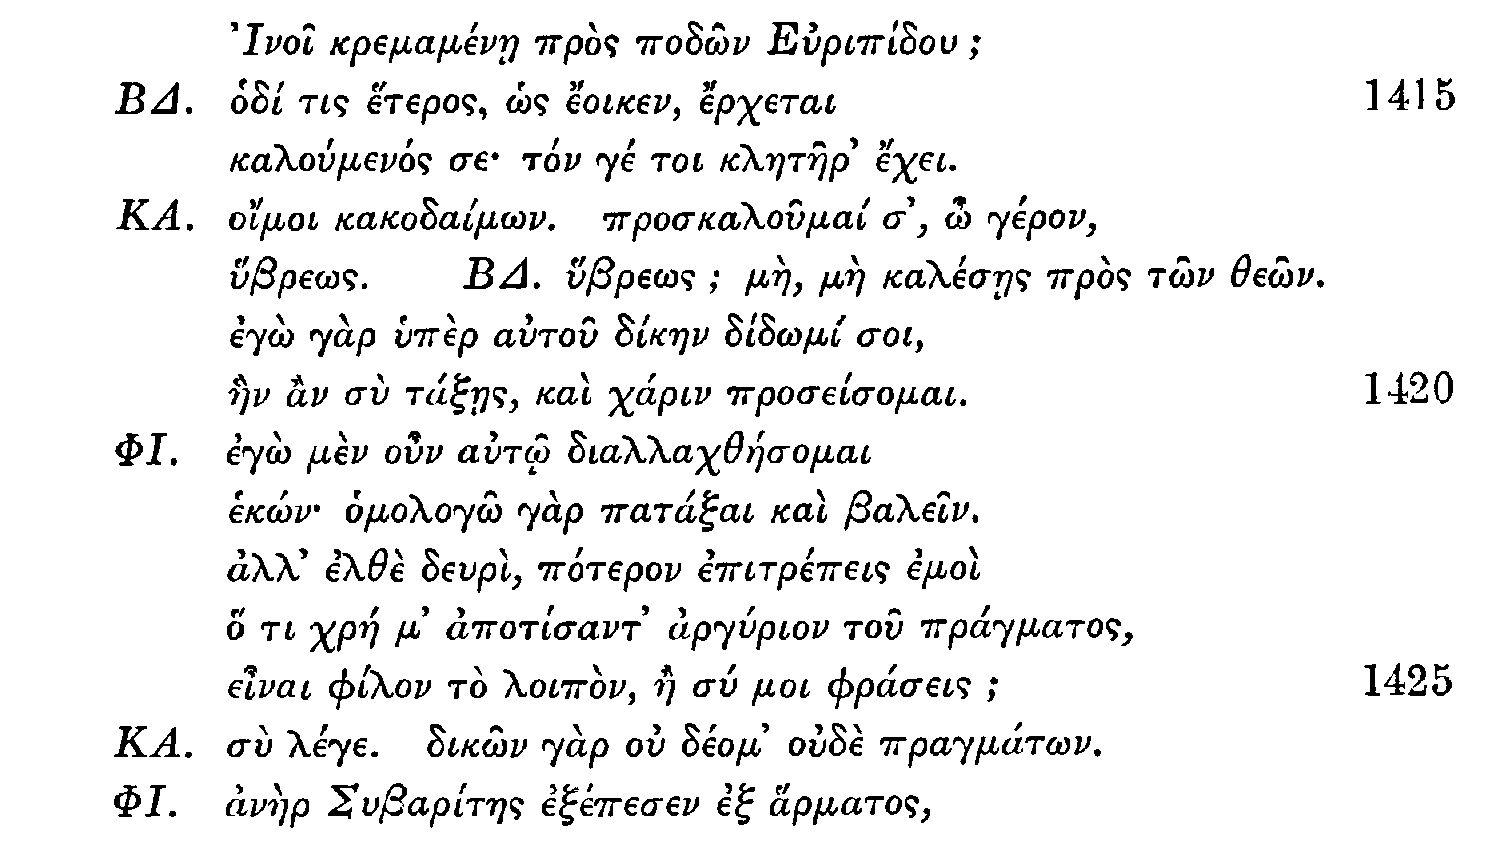 Ἰνοῖ κρεμαμένῃ πρὸς ποδῶν Εὐριπίδου ;
ΒΔ. ὁδί τις ἕτερος, ὡς ἔοικεν, ἔρχεται 1415
καλούμενός σε· τόν γέ τοι κλητῆρ’ ἔχει.
ΚΑ. οἴμοι κακοδαίμων. προσκαλοῦμαί σ’, ὦ γέρον,
ὕβρεως. ΒΔ. ὕβρεως ; μὴ, μὴ καλέσῃς πρὸς τῶν θεῶν.
ἐγὼ γὰρ ὑπὲρ αὐτοῦ δίκην δίδωμί σοι,
ἣν ἂν σὺ τάξῃς, καὶ χάριν προσείσομαι. 1420
ΦΙ. ἐγὼ μὲν οὖν αὐτῷ διαλλαχθήσομαι
ἑκών· ὁμολογῶ γὰρ πατάξαι καὶ βαλεῖν.
ἀλλ’ ἐλθὲ δευρὶ, πότερον ἐπιτρέπεις ἐμοὶ
ὅ τι χρή μ’ ἀποτίσαντ’ ἀργύριον τοῦ πράγματος,
εἶναι φίλον τὸ λοιπὸν, ἢ σύ μοι φράσεις ; 1425
ΚΑ. σὺ λέγε. δικῶν γὰρ οὐ δέομ’ οὐδὲ πραγμάτων.
ΦΙ. ἀνὴρ Συβαρίτης ἐξέπεσεν ἐξ ἅρματος,